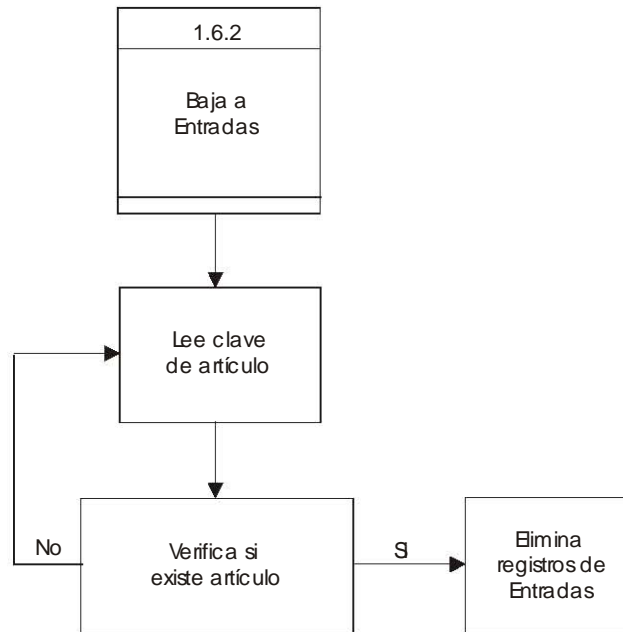 1.6.2
Baja a
Entradas
Lee clave
de artículo
No
Verifica si
existe artículo
Si
Elimina
registros de
Entradas